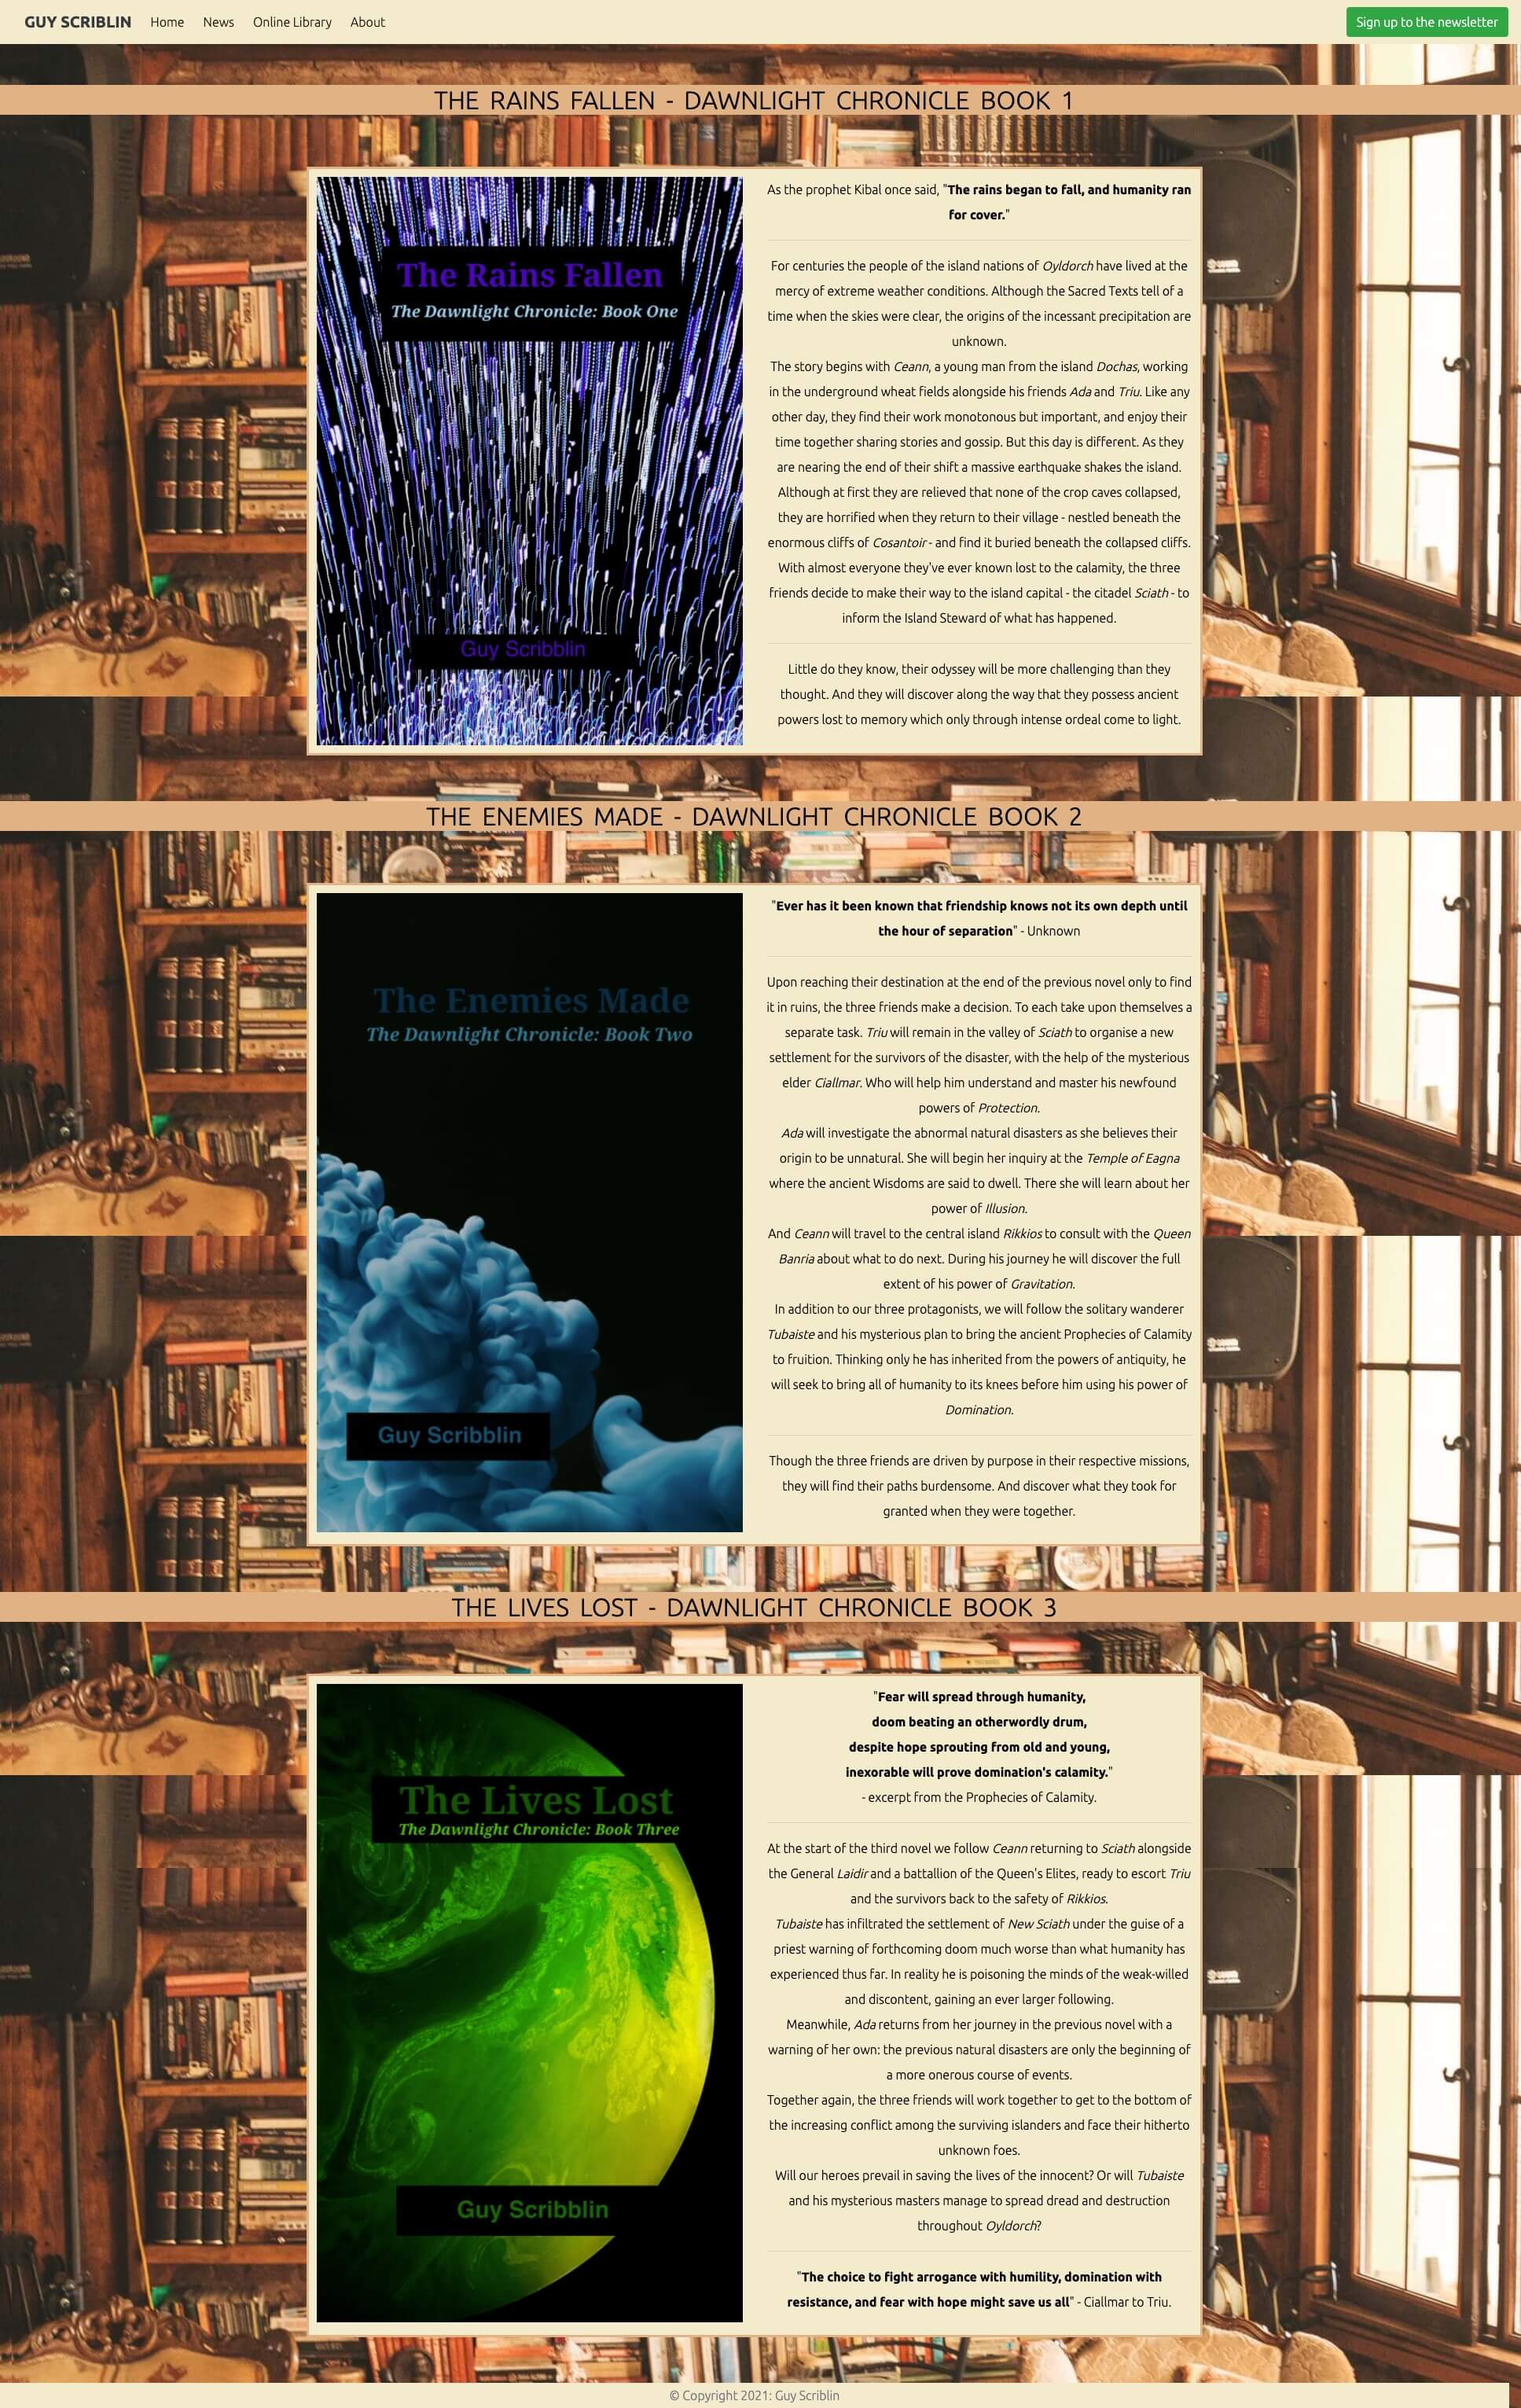 GUY SCRIBLIN Home News Online Library About Sign up to the newsletter
THE RAINS FALLEN - DAWNLIGHT CHRONICLE BOOK 1
The Rains Fallen
The Dawnlight Chronicle: Book One
Guy Scribblin
As the prophet Kibal once said, "The rains began to fall, and humanity ran
for cover."
For centuries the people of the island nations of Oyldorch have lived at the
mercy of extreme weather conditions. Although the Sacred Texts tell of a
time when the skies were clear, the origins of the incessant precipitation are
unknown.
The story begins with Ceann, a young man from the island Dochas, working
in the underground wheat fields alongside his friends Ada and Triu. Like any
other day, they find their work monotonous but important, and enjoy their
time together sharing stories and gossip. But this day is different. As they
are nearing the end of their shift a massive earthquake shakes the island.
Although at first they are relieved that none of the crop caves collapsed,
they are horrified when they return to their village - nestled beneath the
enormous cliffs of Cosantoir - and find it buried beneath the collapsed cliffs.
With almost everyone they've ever known lost to the calamity, the three
friends decide to make their way to the island capital - the citadel Sciath - to
inform the Island Steward of what has happened.
Little do they know, their odyssey will be more challenging than they
thought. And they will discover along the way that they possess ancient
powers lost to memory which only through intense ordeal come to light.
THE ENEMIES MADE - DAWNLIGHT CHRONICLE BOOK 2
The Enemies Made
The Dawnlight Chronicle: Book Two
Guy Scribblin
"Ever has it been known that friendship knows not its own depth until
the hour of separation" - Unknown
Upon reaching their destination at the end of the previous novel only to find
it in ruins, the three friends make a decision. To each take upon themselves a
separate task. Triu will remain in the valley of Sciath to organise a new
settlement for the survivors of the disaster, with the help of the mysterious
elder Ciallmar. Who will help him understand and master his newfound
powers of Protection.
Ada will investigate the abnormal natural disasters as she believes their
origin to be unnatural. She will begin her inquiry at the Temple of Eagna
where the ancient Wisdoms are said to dwell. There she will learn about her
power of Illusion.
And Ceann will travel to the central island Rikkios to consult with the Queen
Banria about what to do next. During his journey he will discover the full
extent of his power of Gravitation.
In addition to our three protagonists, we will follow the solitary wanderer
Tubaiste and his mysterious plan to bring the ancient Prophecies of Calamity
to fruition. Thinking only he has inherited from the powers of antiquity, he
will seek to bring all of humanity to its knees before him using his power of
Domination.
Though the three friends are driven by purpose in their respective missions,
they will find their paths burdensome. And discover what they took for
granted when they were together.
THE LIVES LOST - DAWNLIGHT CHRONICLE BOOK 3
The Lives Lost
The Dawnlight Chronicle: Book Three
Guy Scribblin
"Fear will spread through humanity,
doom beating an otherwordly drum,
despite hope sprouting from old and young,
inexorable will prove domination's calamity."
- excerpt from the Prophecies of Calamity.
At the start of the third novel we follow Ceann returning to Sciath alongside
the General Laidir and a battallion of the Queen's Elites, ready to escort Triu
and the survivors back to the safety of Rikkios.
Tubaiste has infiltrated the settlement of New Sciath under the guise of a
priest warning of forthcoming doom much worse than what humanity has
experienced thus far. In reality he is poisoning the minds of the weak-willed
and discontent, gaining an ever larger following.
Meanwhile, Ada returns from her journey in the previous novel with a
warning of her own: the previous natural disasters are only the beginning of
a more onerous course of events.
Together again, the three friends will work together to get to the bottom of
the increasing conflict among the surviving islanders and face their hitherto
unknown foes.
Will our heroes prevail in saving the lives of the innocent? Or will Tubaiste
and his mysterious masters manage to spread dread and destruction
throughout Oyldorch?
"The choice to fight arrogance with humility, domination with
resistance, and fear with hope might save us all" - Ciallmar to Triu.
© Copyright 2021: Guy Scriblin